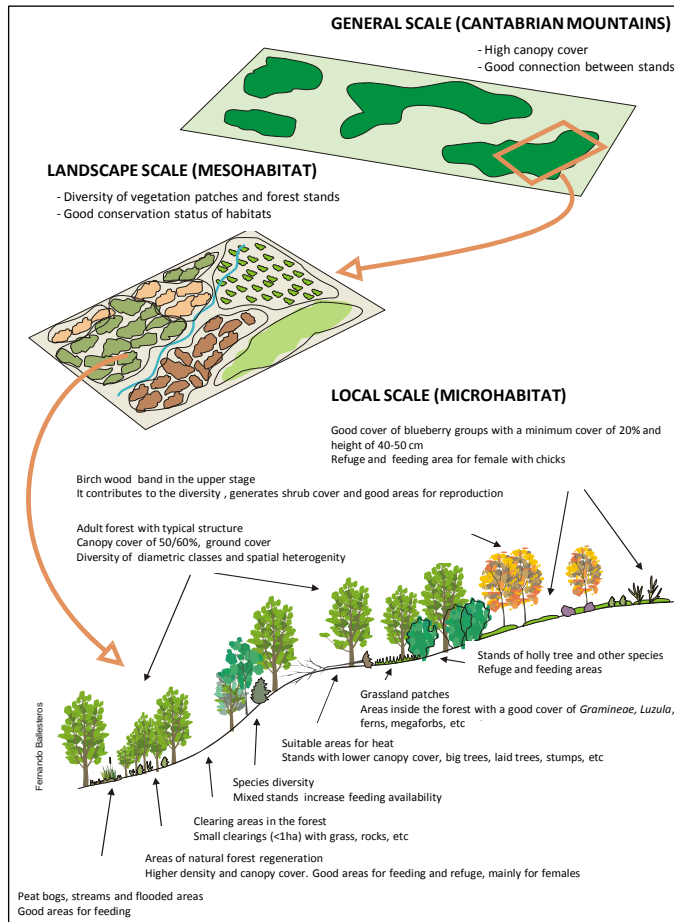 GENERAL SCALE (CANTABRIAN MOUNTAINS)
- High canopy cover
- Good connection between stands
LANDSCAPE SCALE (MESOHABITAT)
- Diversity of vegetation patches and forest stands
- Good conservation status of habitats
LOCAL SCALE (MICROHABITAT)
Good cover of blueberry groups with a minimum cover of 20% and
height of 40-50 cm
Refuge and feeding area for female with chicks
Birch wood band in the upper stage
It contributes to the diversity , generates shrub cover and good areas for reproduction
Adult forest with typical structure
Canopy cover of 50/60%, ground cover
Diversity of diametric classes and spatial heterogenity
Stands of holly tree and other species
Refuge and feeding areas
Grassland patches
Areas inside the forest with a good cover of Gramineae, Luzula,
ferns, megaforbs, etc
Suitable areas for heat
Stands with lower canopy cover, big trees, laid trees, stumps, etc
Species diversity
Mixed stands increase feeding availability
Clearing areas in the forest
Small clearings (<1ha) with grass, rocks, etc
Areas of natural forest regeneration
Higher density and canopy cover. Good areas for feeding and refuge, mainly for females
Peat bogs, streams and flooded areas
Good areas for feeding
Fernando Ballesteros